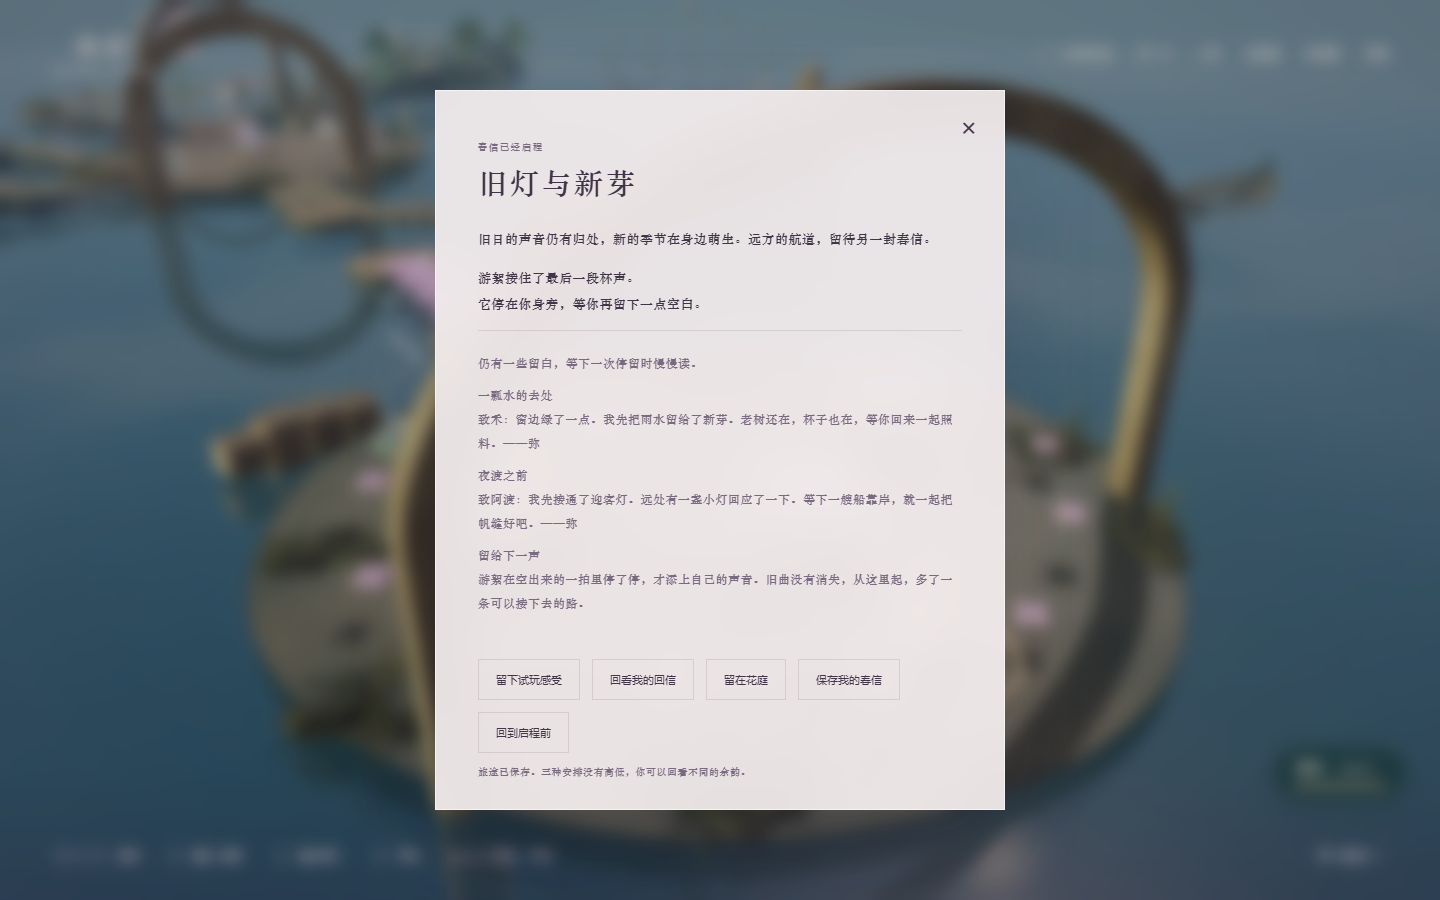 春信已经启程
旧灯与新芽
旧日的声音仍有归处，新的季节在身边萌生。远方的航道，留待另一封春信。
游絮接住了最后一段杯声。
它停在你身旁，等你再留下一点空白。
仍有一些留白，等下一次停留时慢慢读。
一瓢水的去处
致禾：窗边绿了一点。我先把雨水留给了新芽。老树还在，杯子也在，等你回来一起照
料。——弥
夜渡之前
致阿渡：我先接通了迎客灯。远处有一盏小灯回应了一下。等下一艘船靠岸，就一起把
帆缝好吧。——弥
留给下一声
游絮在空出来的一拍里停了停，才添上自己的声音。旧曲没有消失，从这里起，多了一
条可以接下去的路。
留下试玩感受
回看我的回信
留在花庭
保存我的春信
回到启程前
旅途已保存。三种安排没有高低，你可以回看不同的余韵。